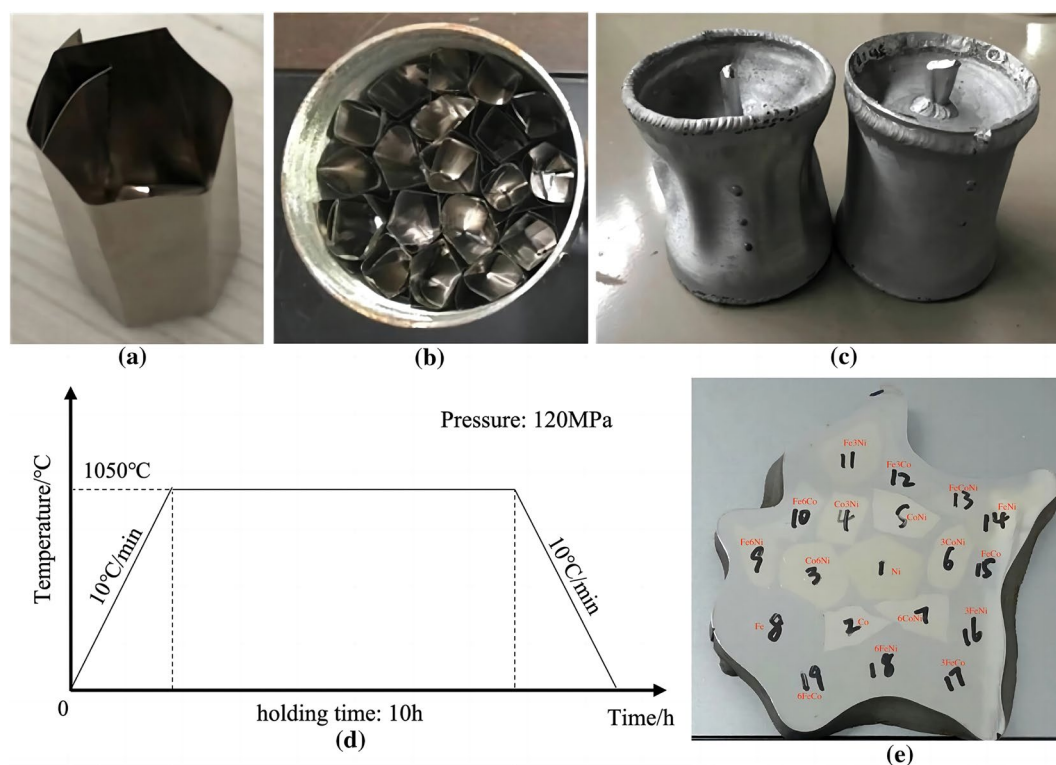 (a)
(b)
(c)
Pressure: 120MPa
Temperature/°C
1050°C
10°C/min
10°C/min
0
holding time: 10h
Time/h
(d)
Fe3Ni
11
Fe3Co
12
FeCoNi
13
FeNi
14
Fe6Co
10
Co3Ni
4
5
CoNi
Fe6Ni
9
Co6Ni
3
1 Ni
3CoNi
6
FeCo
15
Fe 8
2 Co
6CoNi 7
3FeNi
16
6FeNi
18
3FeCo
17
19
6FeCo
(e)